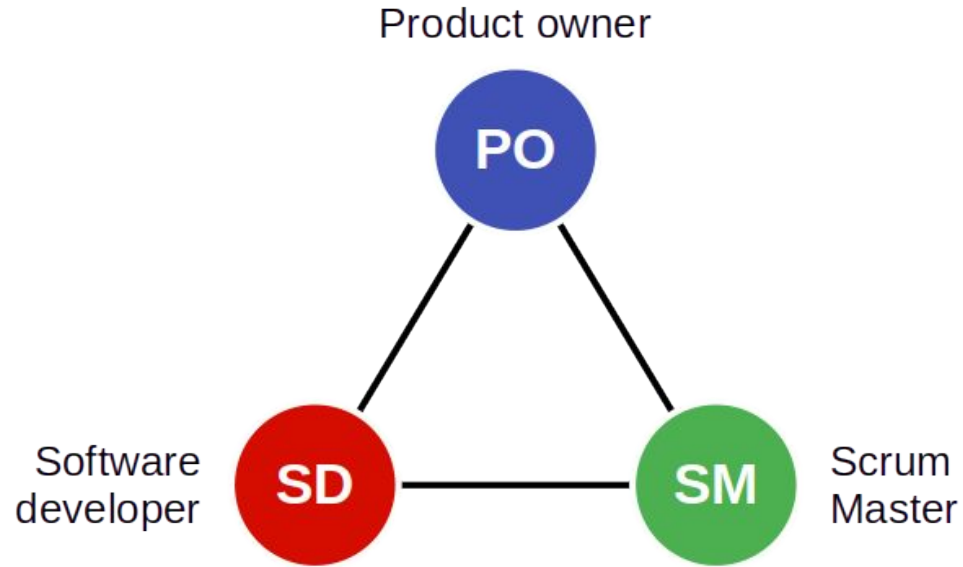 Product owner
PO
Software
developer
SD
SM
Scrum
Master